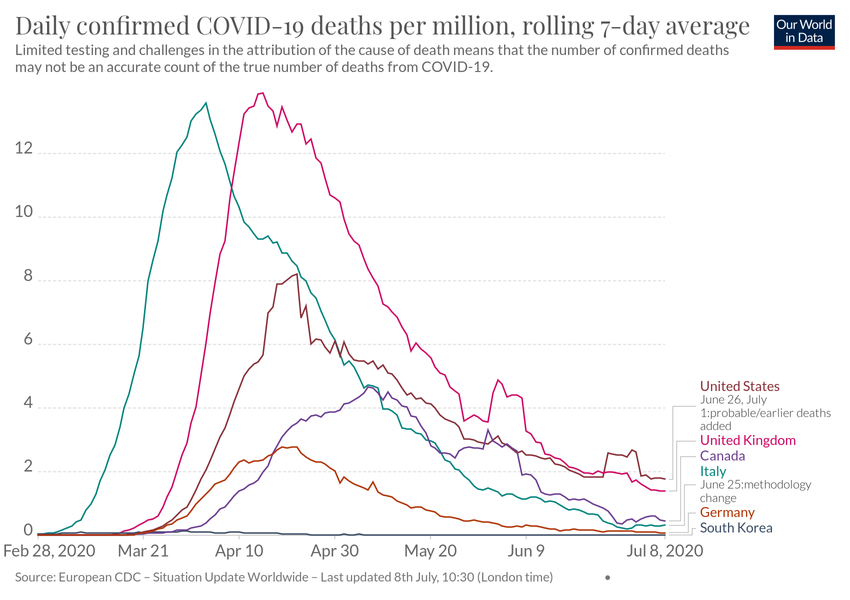 Daily confirmed COVID-19 deaths per million, rolling 7-day average
Our World
in Data
Limited testing and challenges in the attribution of the cause of death means that the number of confirmed deaths
may not be an accurate count of the true number of deaths from COVID-19.
12
10
8
6
4
2
0
Feb 28, 2020
Mar 21
Apr 10
Apr 30
May 20
Jun 9
Jul 8, 2020
United States
June 26, July
1:probable/earlier deaths
added
United Kingdom
Canada
Italy
June 25:methodology
change
Germany
South Korea
Source: European CDC – Situation Update Worldwide – Last updated 8th July, 10:30 (London time)
•